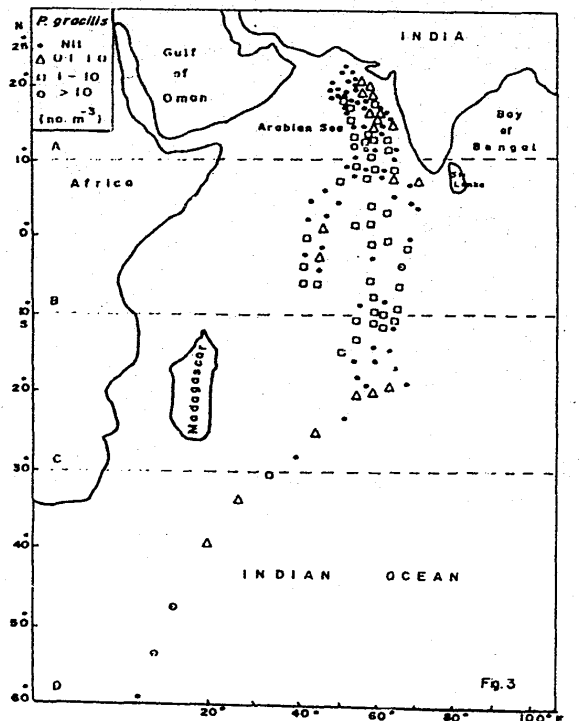 P. gracilis
• Nil
△ 0.1-1.0
□ 1-10
○ >10
(no. m⁻³)
N
25°
20°
10°
0°
10°
S
20°
30°
40°
50°
60°
A
B
C
D
INDIA
Gulf
of
Oman
Arabian Sea
Bay
of
Bengal
Sri
Lanka
Africa
Madagascar
INDIAN OCEAN
Fig. 3
20°
40°
60°
80°
100°E